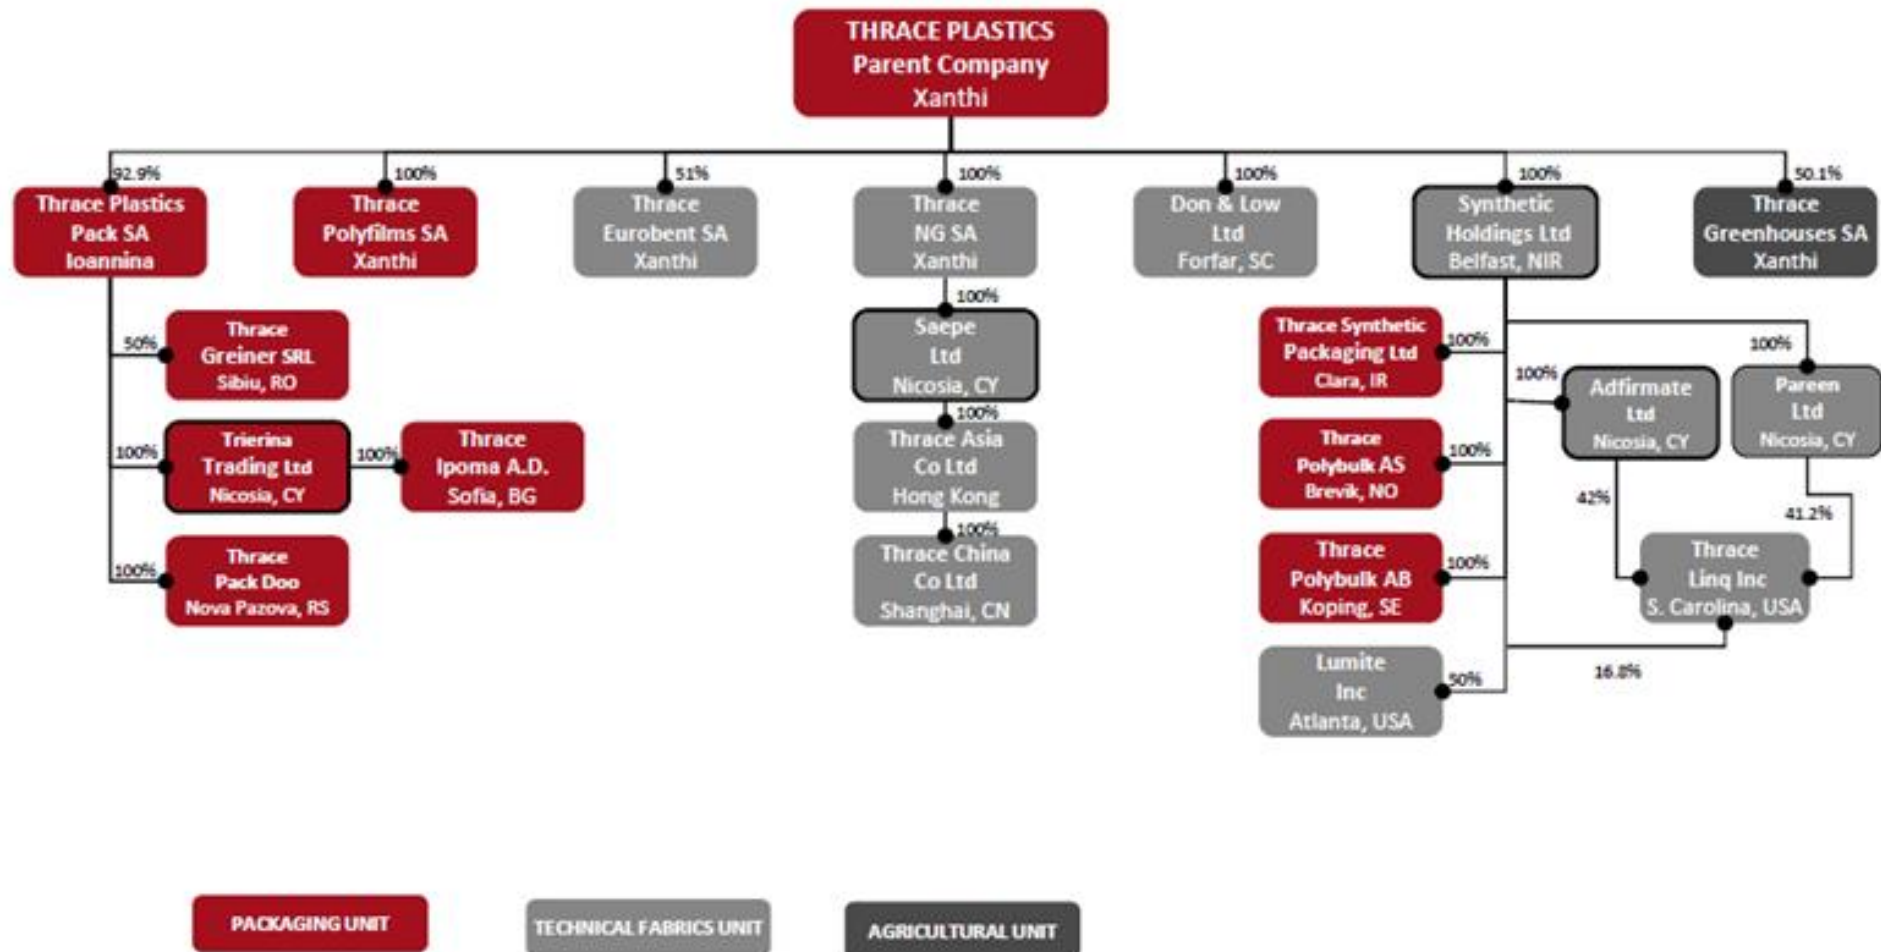 THRACE PLASTICS
Parent Company
Xanthi
92.9%
100%
51%
100%
100%
100%
50.1%
Thrace Plastics
Pack SA
Ioannina
Thrace
Polyfilms SA
Xanthi
Thrace
Eurobent SA
Xanthi
Thrace
NG SA
Xanthi
Don & Low
Ltd
Forfar, SC
Synthetic
Holdings Ltd
Belfast, NIR
Thrace
Greenhouses SA
Xanthi
50%
Thrace
Greiner SRL
Sibiu, RO
100%
Trierina
Trading Ltd
Nicosia, CY
100%
Thrace
Ipoma A.D.
Sofia, BG
100%
Thrace
Pack Doo
Nova Pazova, RS
100%
Saepe
Ltd
Nicosia, CY
100%
Thrace Asia
Co Ltd
Hong Kong
100%
Thrace China
Co Ltd
Shanghai, CN
Thrace Synthetic
Packaging Ltd
Clara, IR
100%
Thrace
Polybulk AS
Brevik, NO
100%
Thrace
Polybulk AB
Koping, SE
100%
Lumite
Inc
Atlanta, USA
50%
100%
Adfirmate
Ltd
Nicosia, CY
100%
Pareen
Ltd
Nicosia, CY
42%
41.2%
Thrace
Linq Inc
S. Carolina, USA
16.8%
PACKAGING UNIT
TECHNICAL FABRICS UNIT
AGRICULTURAL UNIT